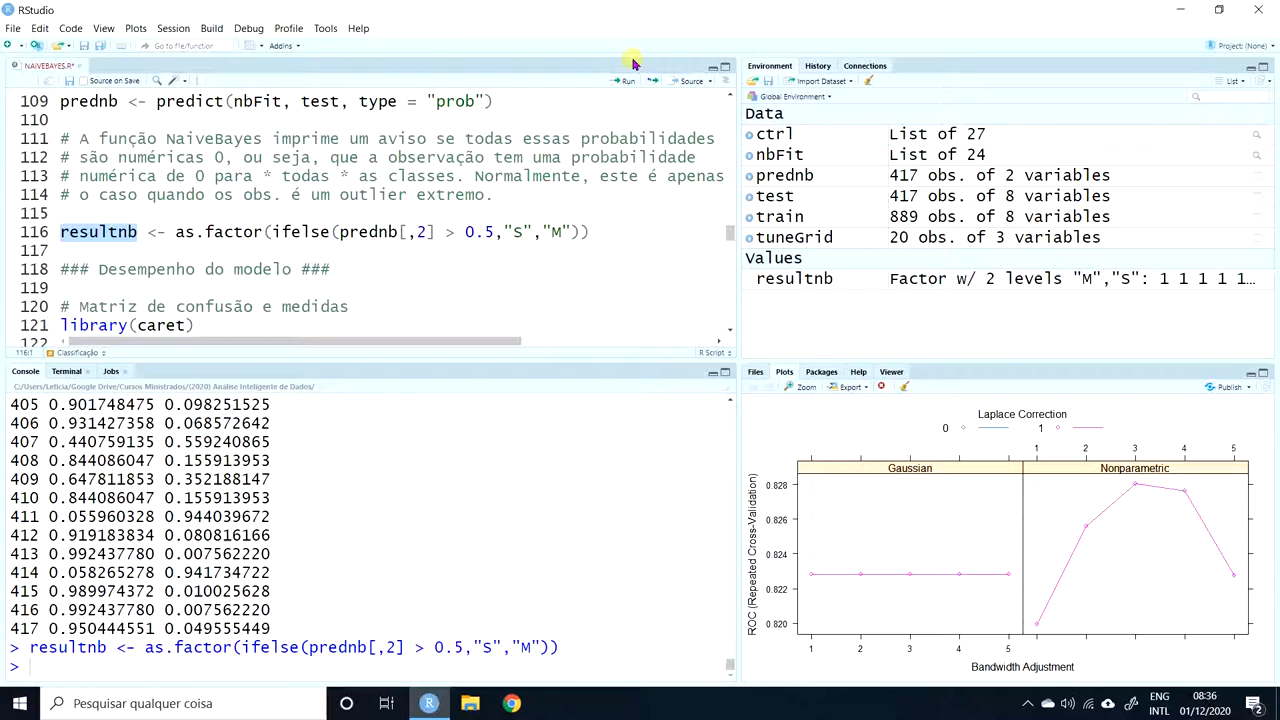 RStudio
File Edit Code View Plots Session Build Debug Profile Tools Help
Go to file/function Addins Project: (None)
NAIVEBAYES.R*
Source on Save Run Source
109 prednb <- predict(nbFit, test, type = "prob")
110
111 # A função NaiveBayes imprime um aviso se todas essas probabilidades
112 # são numéricas 0, ou seja, que a observação tem uma probabilidade
113 # numérica de 0 para * todas * as classes. Normalmente, este é apenas
114 # o caso quando os obs. é um outlier extremo.
115
116 resultnb <- as.factor(ifelse(prednb[,2] > 0.5,"S","M"))
117
118 ### Desempenho do modelo ###
119
120 # Matriz de confusão e medidas
121 library(caret)
122
116:1 Classificação R Script
Console Terminal Jobs
C:/Users/Leticia/Google Drive/Cursos Ministrados/(2020) Análise Inteligente de Dados/
405 0.901748475 0.098251525
406 0.931427358 0.068572642
407 0.440759135 0.559240865
408 0.844086047 0.155913953
409 0.647811853 0.352188147
410 0.844086047 0.155913953
411 0.055960328 0.944039672
412 0.919183834 0.080816166
413 0.992437780 0.007562220
414 0.058265278 0.941734722
415 0.989974372 0.010025628
416 0.992437780 0.007562220
417 0.950444551 0.049555449
> resultnb <- as.factor(ifelse(prednb[,2] > 0.5,"S","M"))
>
Environment History Connections
Import Dataset List
Global Environment
Data
ctrl List of 27
nbFit List of 24
prednb 417 obs. of 2 variables
test 417 obs. of 8 variables
train 889 obs. of 8 variables
tuneGrid 20 obs. of 3 variables
Values
resultnb Factor w/ 2 levels "M","S": 1 1 1 1 1…
Files Plots Packages Help Viewer
Zoom Export Publish
Laplace Correction
0 1
1 2 3 4 5
Gaussian Nonparametric
ROC (Repeated Cross-Validation)
0.828
0.826
0.824
0.822
0.820
1 2 3 4 5
Bandwidth Adjustment
Pesquisar qualquer coisa
ENG
INTL
08:36
01/12/2020
2